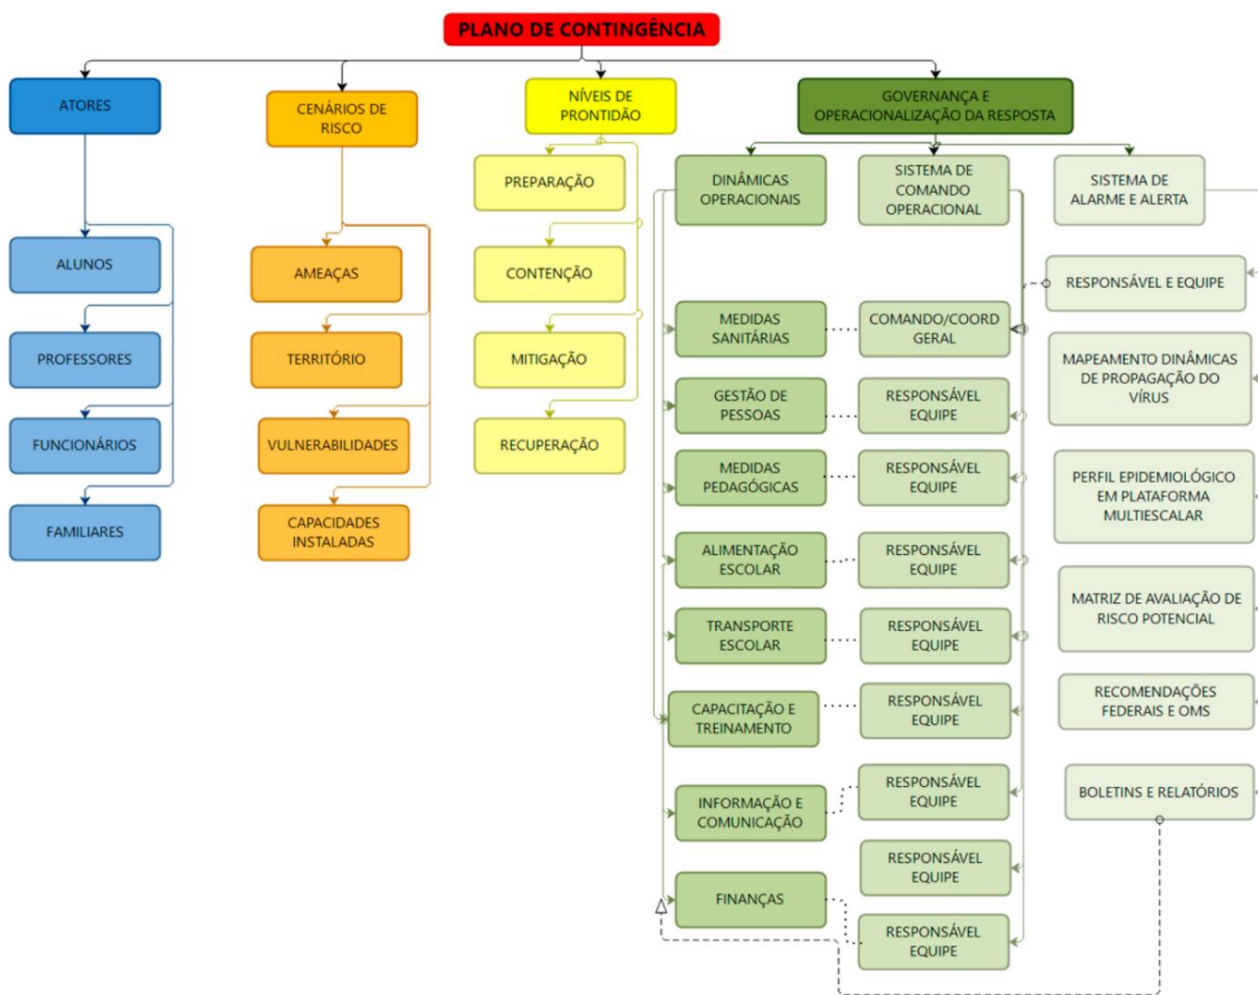 PLANO DE CONTINGÊNCIA
ATORES
CENÁRIOS DE
RISCO
NÍVEIS DE
PRONTIDÃO
GOVERNANÇA E
OPERACIONALIZAÇÃO DA RESPOSTA
ALUNOS
PROFESSORES
FUNCIONÁRIOS
FAMILIARES
AMEAÇAS
TERRITÓRIO
VULNERABILIDADES
CAPACIDADES
INSTALADAS
PREPARAÇÃO
CONTENÇÃO
MITIGAÇÃO
RECUPERAÇÃO
DINÂMICAS
OPERACIONAIS
MEDIDAS
SANITÁRIAS
GESTÃO DE
PESSOAS
MEDIDAS
PEDAGÓGICAS
ALIMENTAÇÃO
ESCOLAR
TRANSPORTE
ESCOLAR
CAPACITAÇÃO E
TREINAMENTO
INFORMAÇÃO E
COMUNICAÇÃO
FINANÇAS
SISTEMA DE
COMANDO
OPERACIONAL
COMANDO/COORD
GERAL
RESPONSÁVEL
EQUIPE
RESPONSÁVEL
EQUIPE
RESPONSÁVEL
EQUIPE
RESPONSÁVEL
EQUIPE
RESPONSÁVEL
EQUIPE
RESPONSÁVEL
EQUIPE
RESPONSÁVEL
EQUIPE
RESPONSÁVEL
EQUIPE
SISTEMA DE
ALARME E ALERTA
RESPONSÁVEL E EQUIPE
MAPEAMENTO DINÂMICAS
DE PROPAGAÇÃO DO
VÍRUS
PERFIL EPIDEMIOLÓGICO
EM PLATAFORMA
MULTIESCALAR
MATRIZ DE AVALIAÇÃO DE
RISCO POTENCIAL
RECOMENDAÇÕES
FEDERAIS E OMS
BOLETINS E RELATÓRIOS